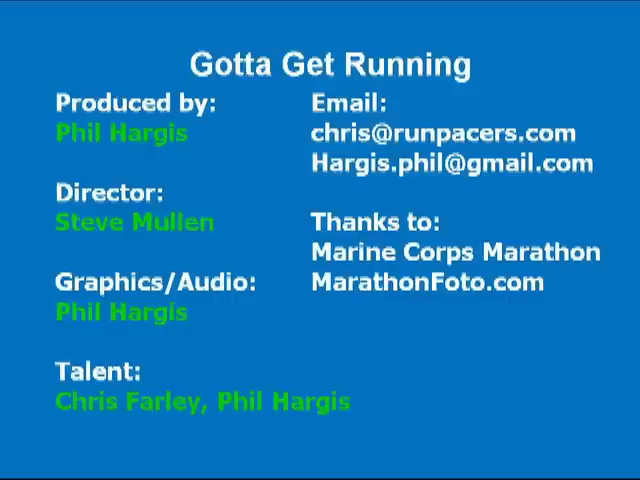 Gotta Get Running
Produced by:
Phil Hargis
Director:
Steve Mullen
Graphics/Audio:
Phil Hargis
Talent:
Chris Farley, Phil Hargis
Email:
chris@runpacers.com
Hargis.phil@gmail.com
Thanks to:
Marine Corps Marathon
MarathonFoto.com